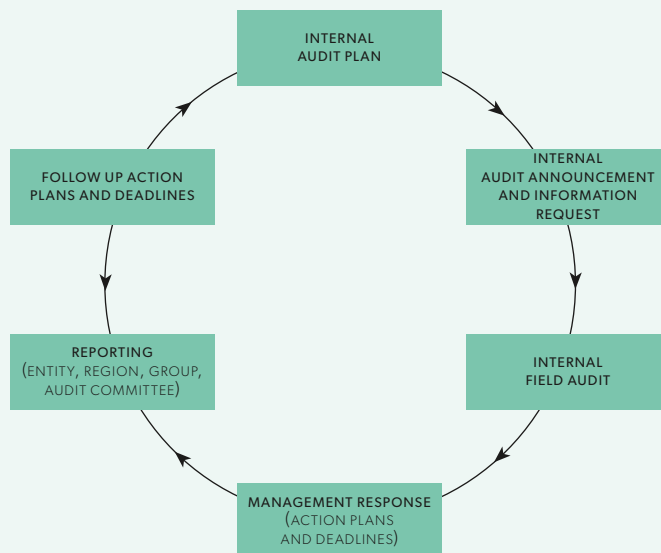 INTERNAL
AUDIT PLAN
INTERNAL
AUDIT ANNOUNCEMENT
AND INFORMATION
REQUEST
INTERNAL
FIELD AUDIT
MANAGEMENT RESPONSE
(ACTION PLANS
AND DEADLINES)
REPORTING
(ENTITY, REGION, GROUP,
AUDIT COMMITTEE)
FOLLOW UP ACTION
PLANS AND DEADLINES